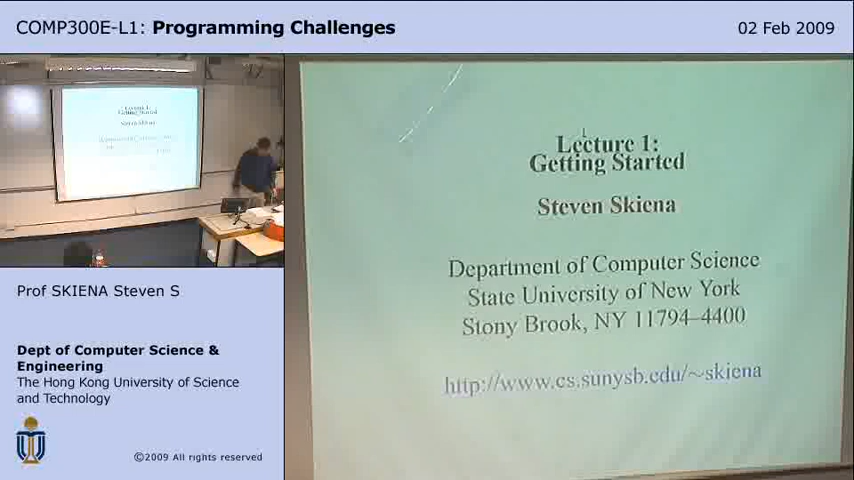 COMP300E-L1: Programming Challenges
02 Feb 2009
Lecture 1:
Getting Started
Steven Skiena
Department of Computer Science
State University of New York
Stony Brook, NY 11794–4400
http://www.cs.sunysb.edu/~skiena
Prof SKIENA Steven S
Dept of Computer Science &
Engineering
The Hong Kong University of Science
and Technology
©2009 All rights reserved